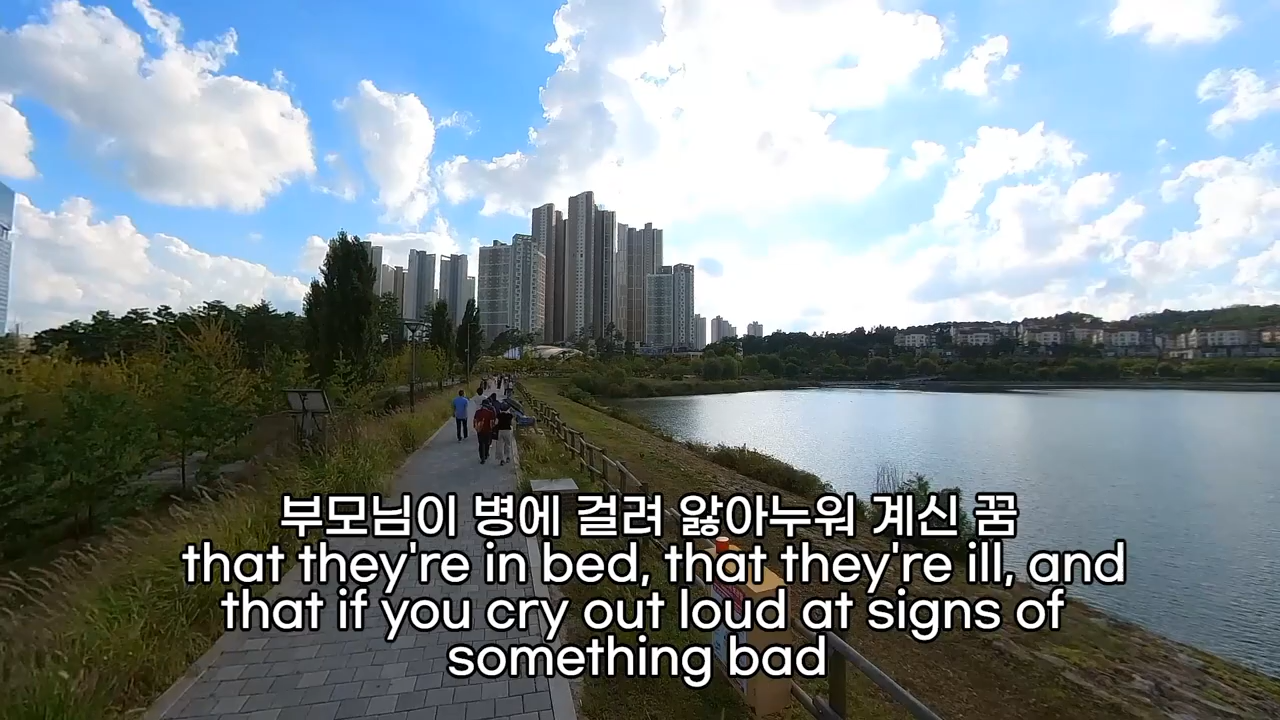 부모님이 병에 걸려 앓아누워 계신 꿈
that they're in bed, that they're ill, and
that if you cry out loud at signs of
something bad